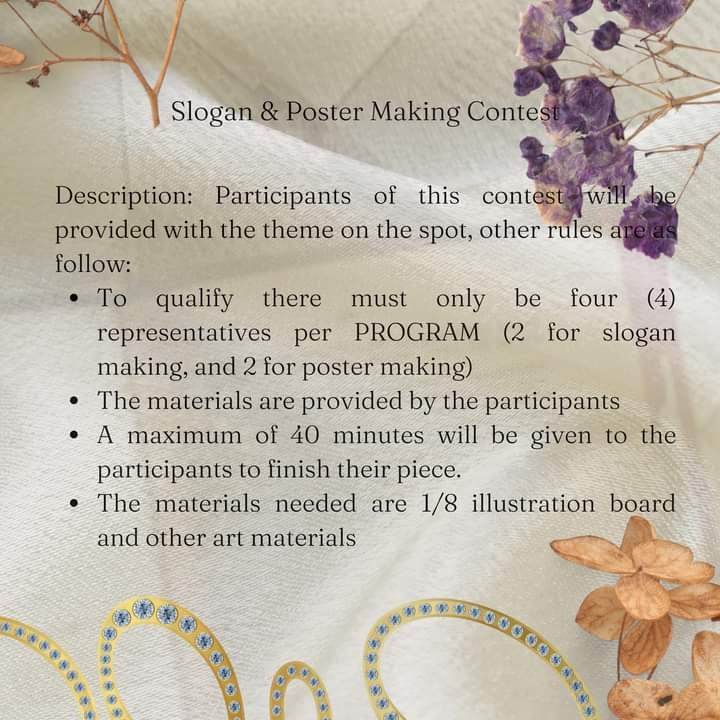 Slogan & Poster Making Contest
Description: Participants of this contest will be
provided with the theme on the spot, other rules are as
follow:
• To qualify there must only be four (4)
representatives per PROGRAM (2 for slogan
making, and 2 for poster making)
• The materials are provided by the participants
• A maximum of 40 minutes will be given to the
participants to finish their piece.
• The materials needed are 1/8 illustration board
and other art materials